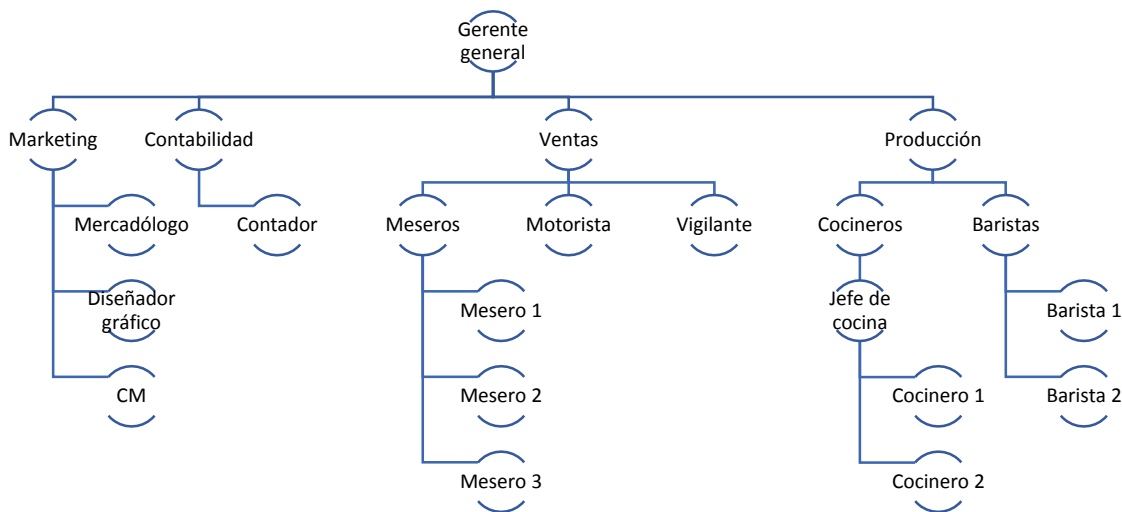 Gerente
general
Marketing
Contabilidad
Ventas
Producción
Mercadólogo
Contador
Meseros
Motorista
Vigilante
Cocineros
Baristas
Diseñador
gráfico
Mesero 1
Jefe de
cocina
Barista 1
CM
Mesero 2
Cocinero 1
Barista 2
Mesero 3
Cocinero 2